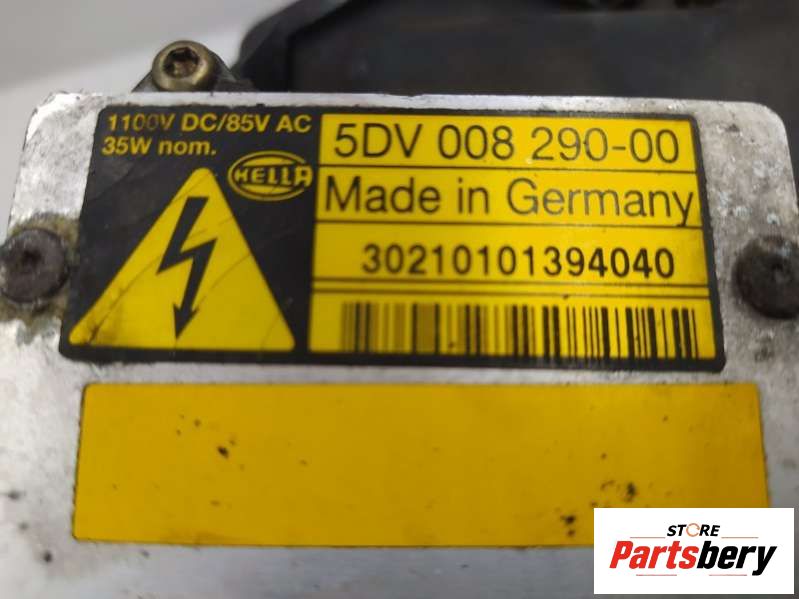 1100V DC/85V AC
35W nom.
HELLA
5DV 008 290-00
Made in Germany
30210101394040
STORE
Partsbery